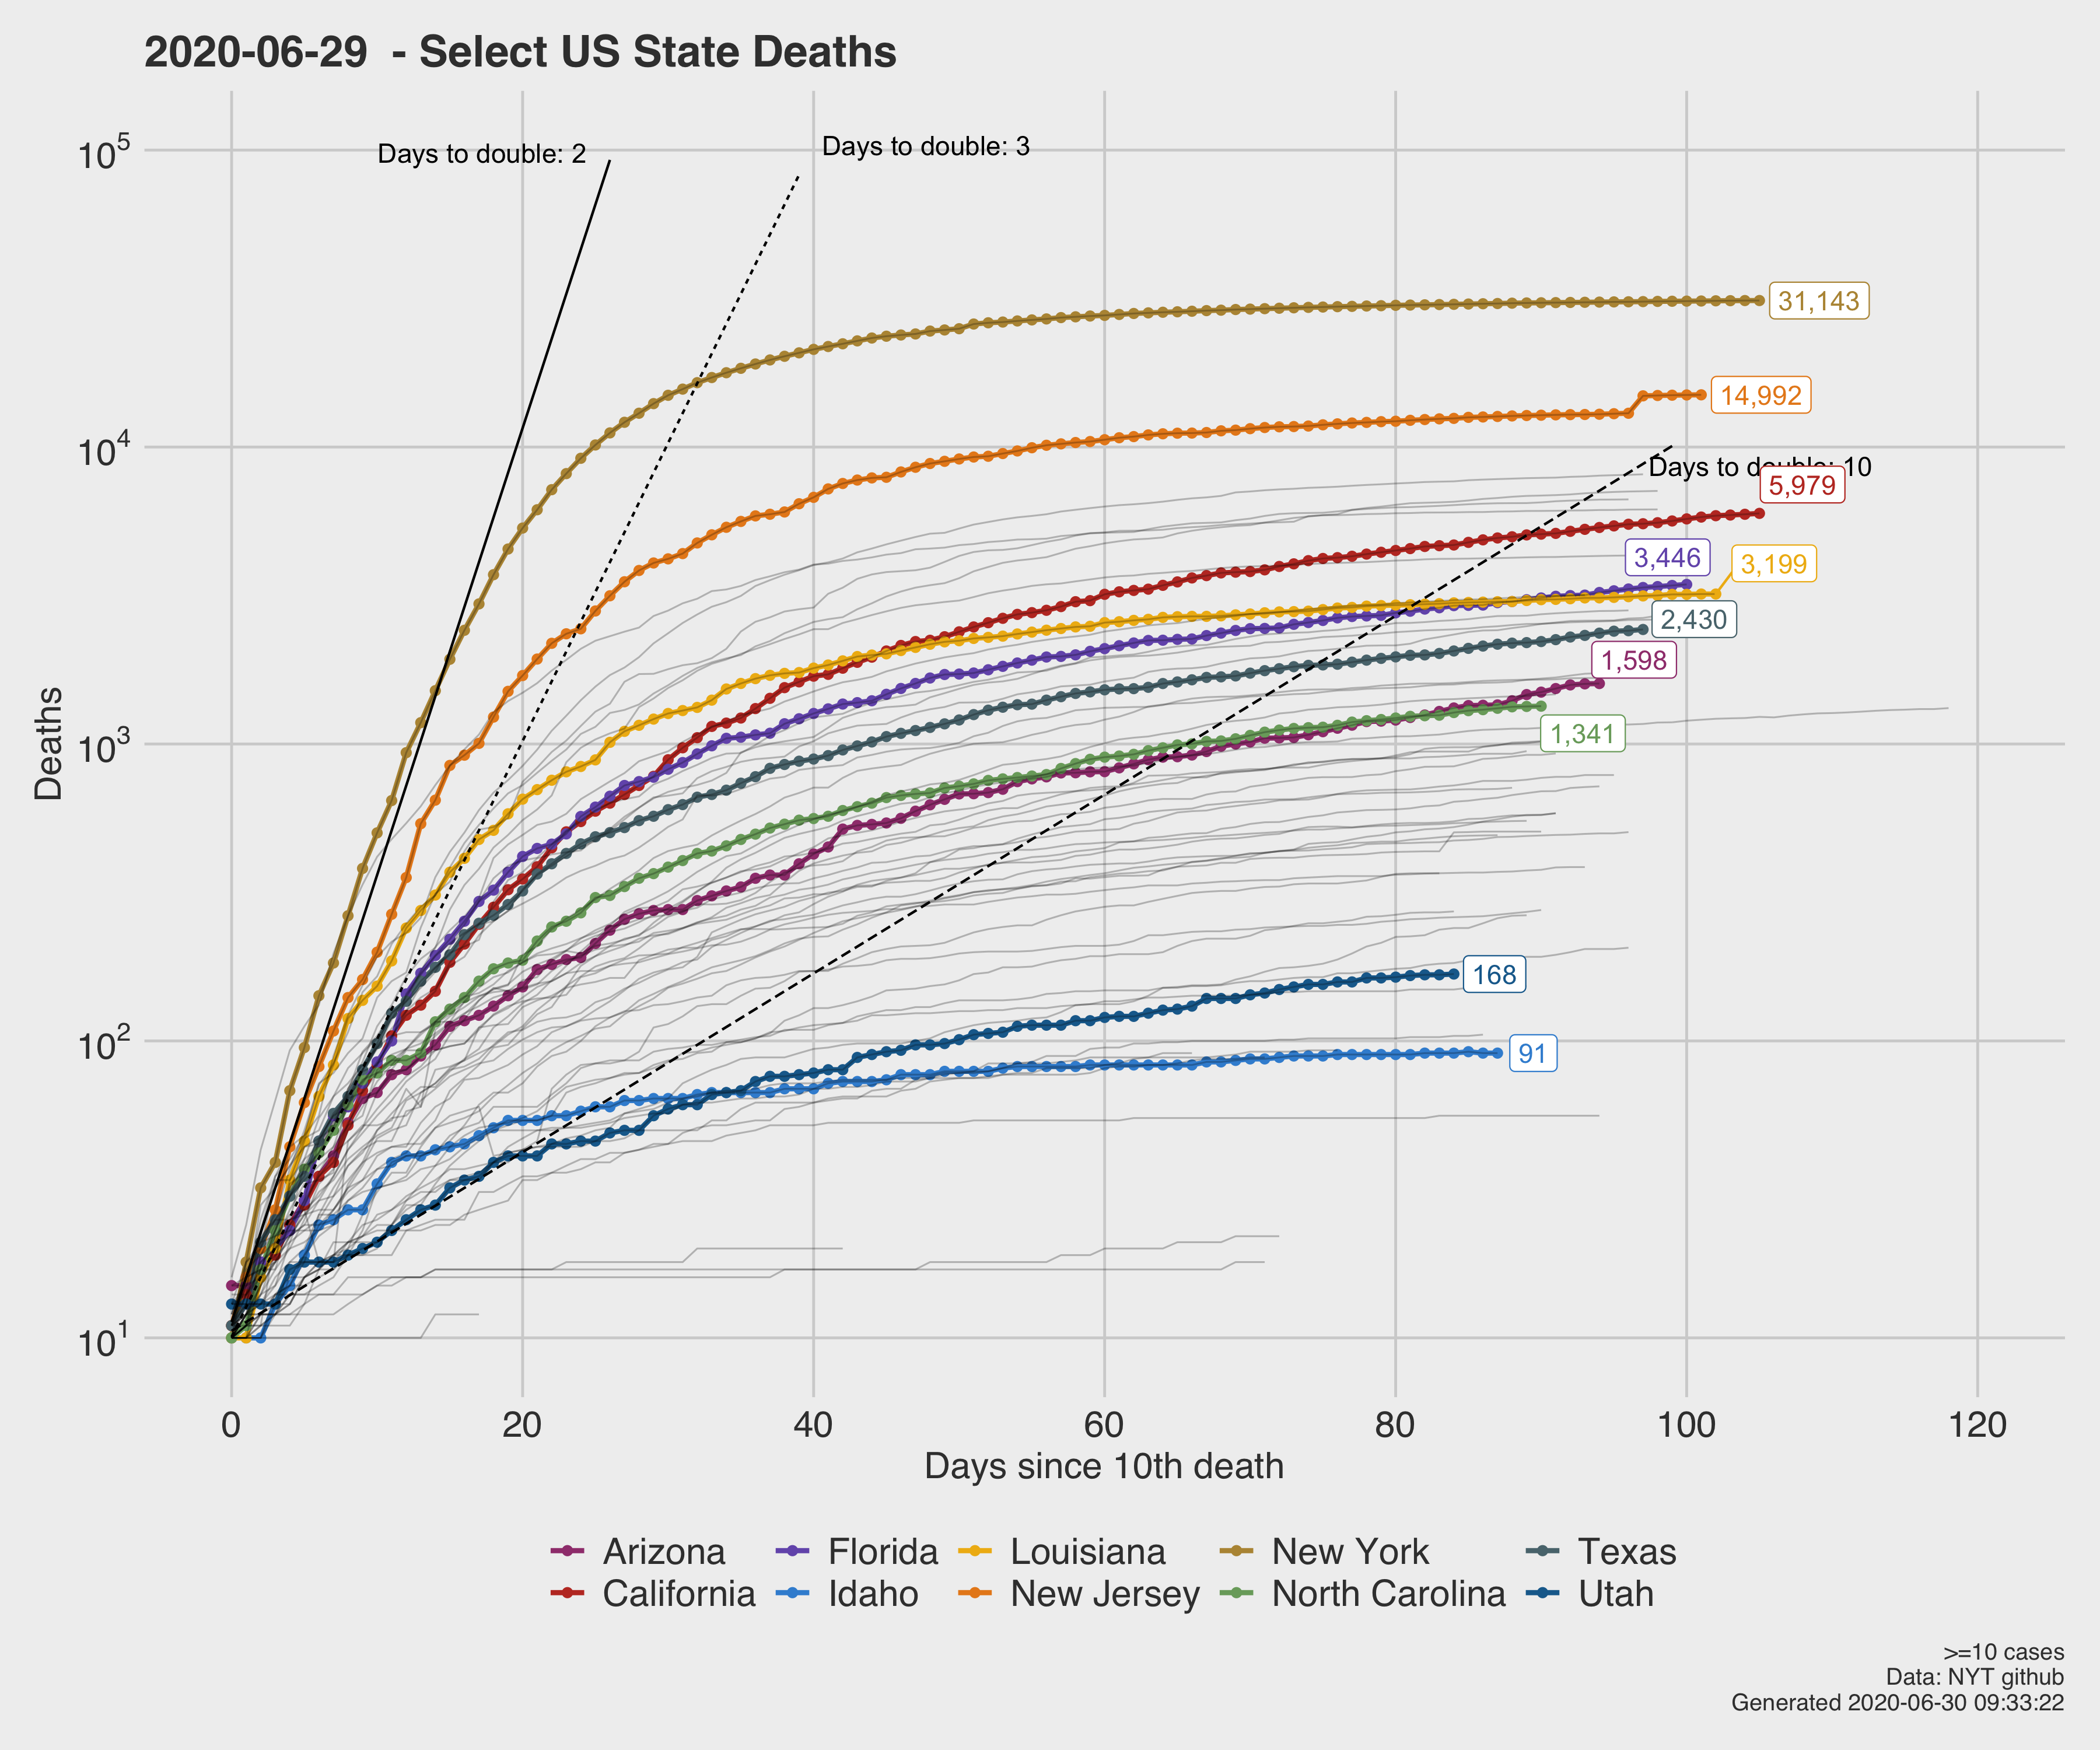 2020-06-29  - Select US State Deaths
Days to double: 2
Days to double: 3
10^5
31,143
14,992
10^4
Days to double: 10
5,979
3,446
3,199
2,430
1,598
1,341
10^3
168
91
10^2
10^1
Deaths
0 20 40 60 80 100 120
Days since 10th death
Arizona Florida Louisiana New York Texas
California Idaho New Jersey North Carolina Utah
>=10 cases
Data: NYT github
Generated 2020-06-30 09:33:22